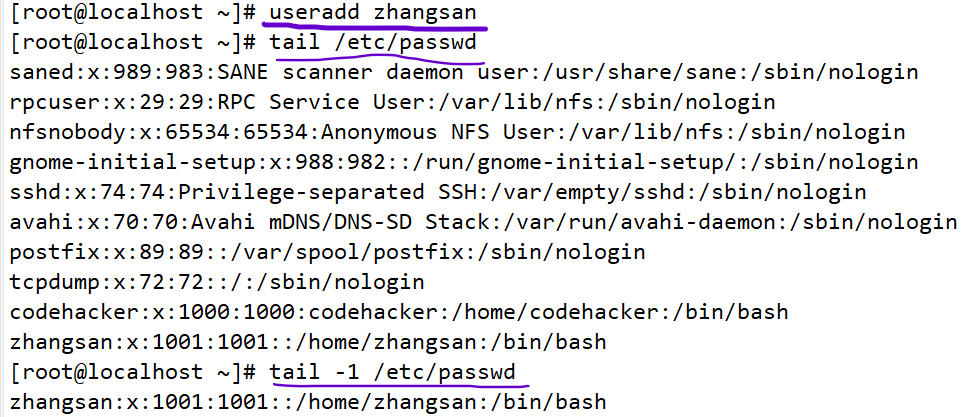 [root@localhost ~]# useradd zhangsan
[root@localhost ~]# tail /etc/passwd
saned:x:989:983:SANE scanner daemon user:/usr/share/sane:/sbin/nologin
rpcuser:x:29:29:RPC Service User:/var/lib/nfs:/sbin/nologin
nfsnobody:x:65534:65534:Anonymous NFS User:/var/lib/nfs:/sbin/nologin
gnome-initial-setup:x:988:982::/run/gnome-initial-setup/:/sbin/nologin
sshd:x:74:74:Privilege-separated SSH:/var/empty/sshd:/sbin/nologin
avahi:x:70:70:Avahi mDNS/DNS-SD Stack:/var/run/avahi-daemon:/sbin/nologin
postfix:x:89:89::/var/spool/postfix:/sbin/nologin
tcpdump:x:72:72::/:/sbin/nologin
codehacker:x:1000:1000:codehacker:/home/codehacker:/bin/bash
zhangsan:x:1001:1001::/home/zhangsan:/bin/bash
[root@localhost ~]# tail -1 /etc/passwd
zhangsan:x:1001:1001::/home/zhangsan:/bin/bash